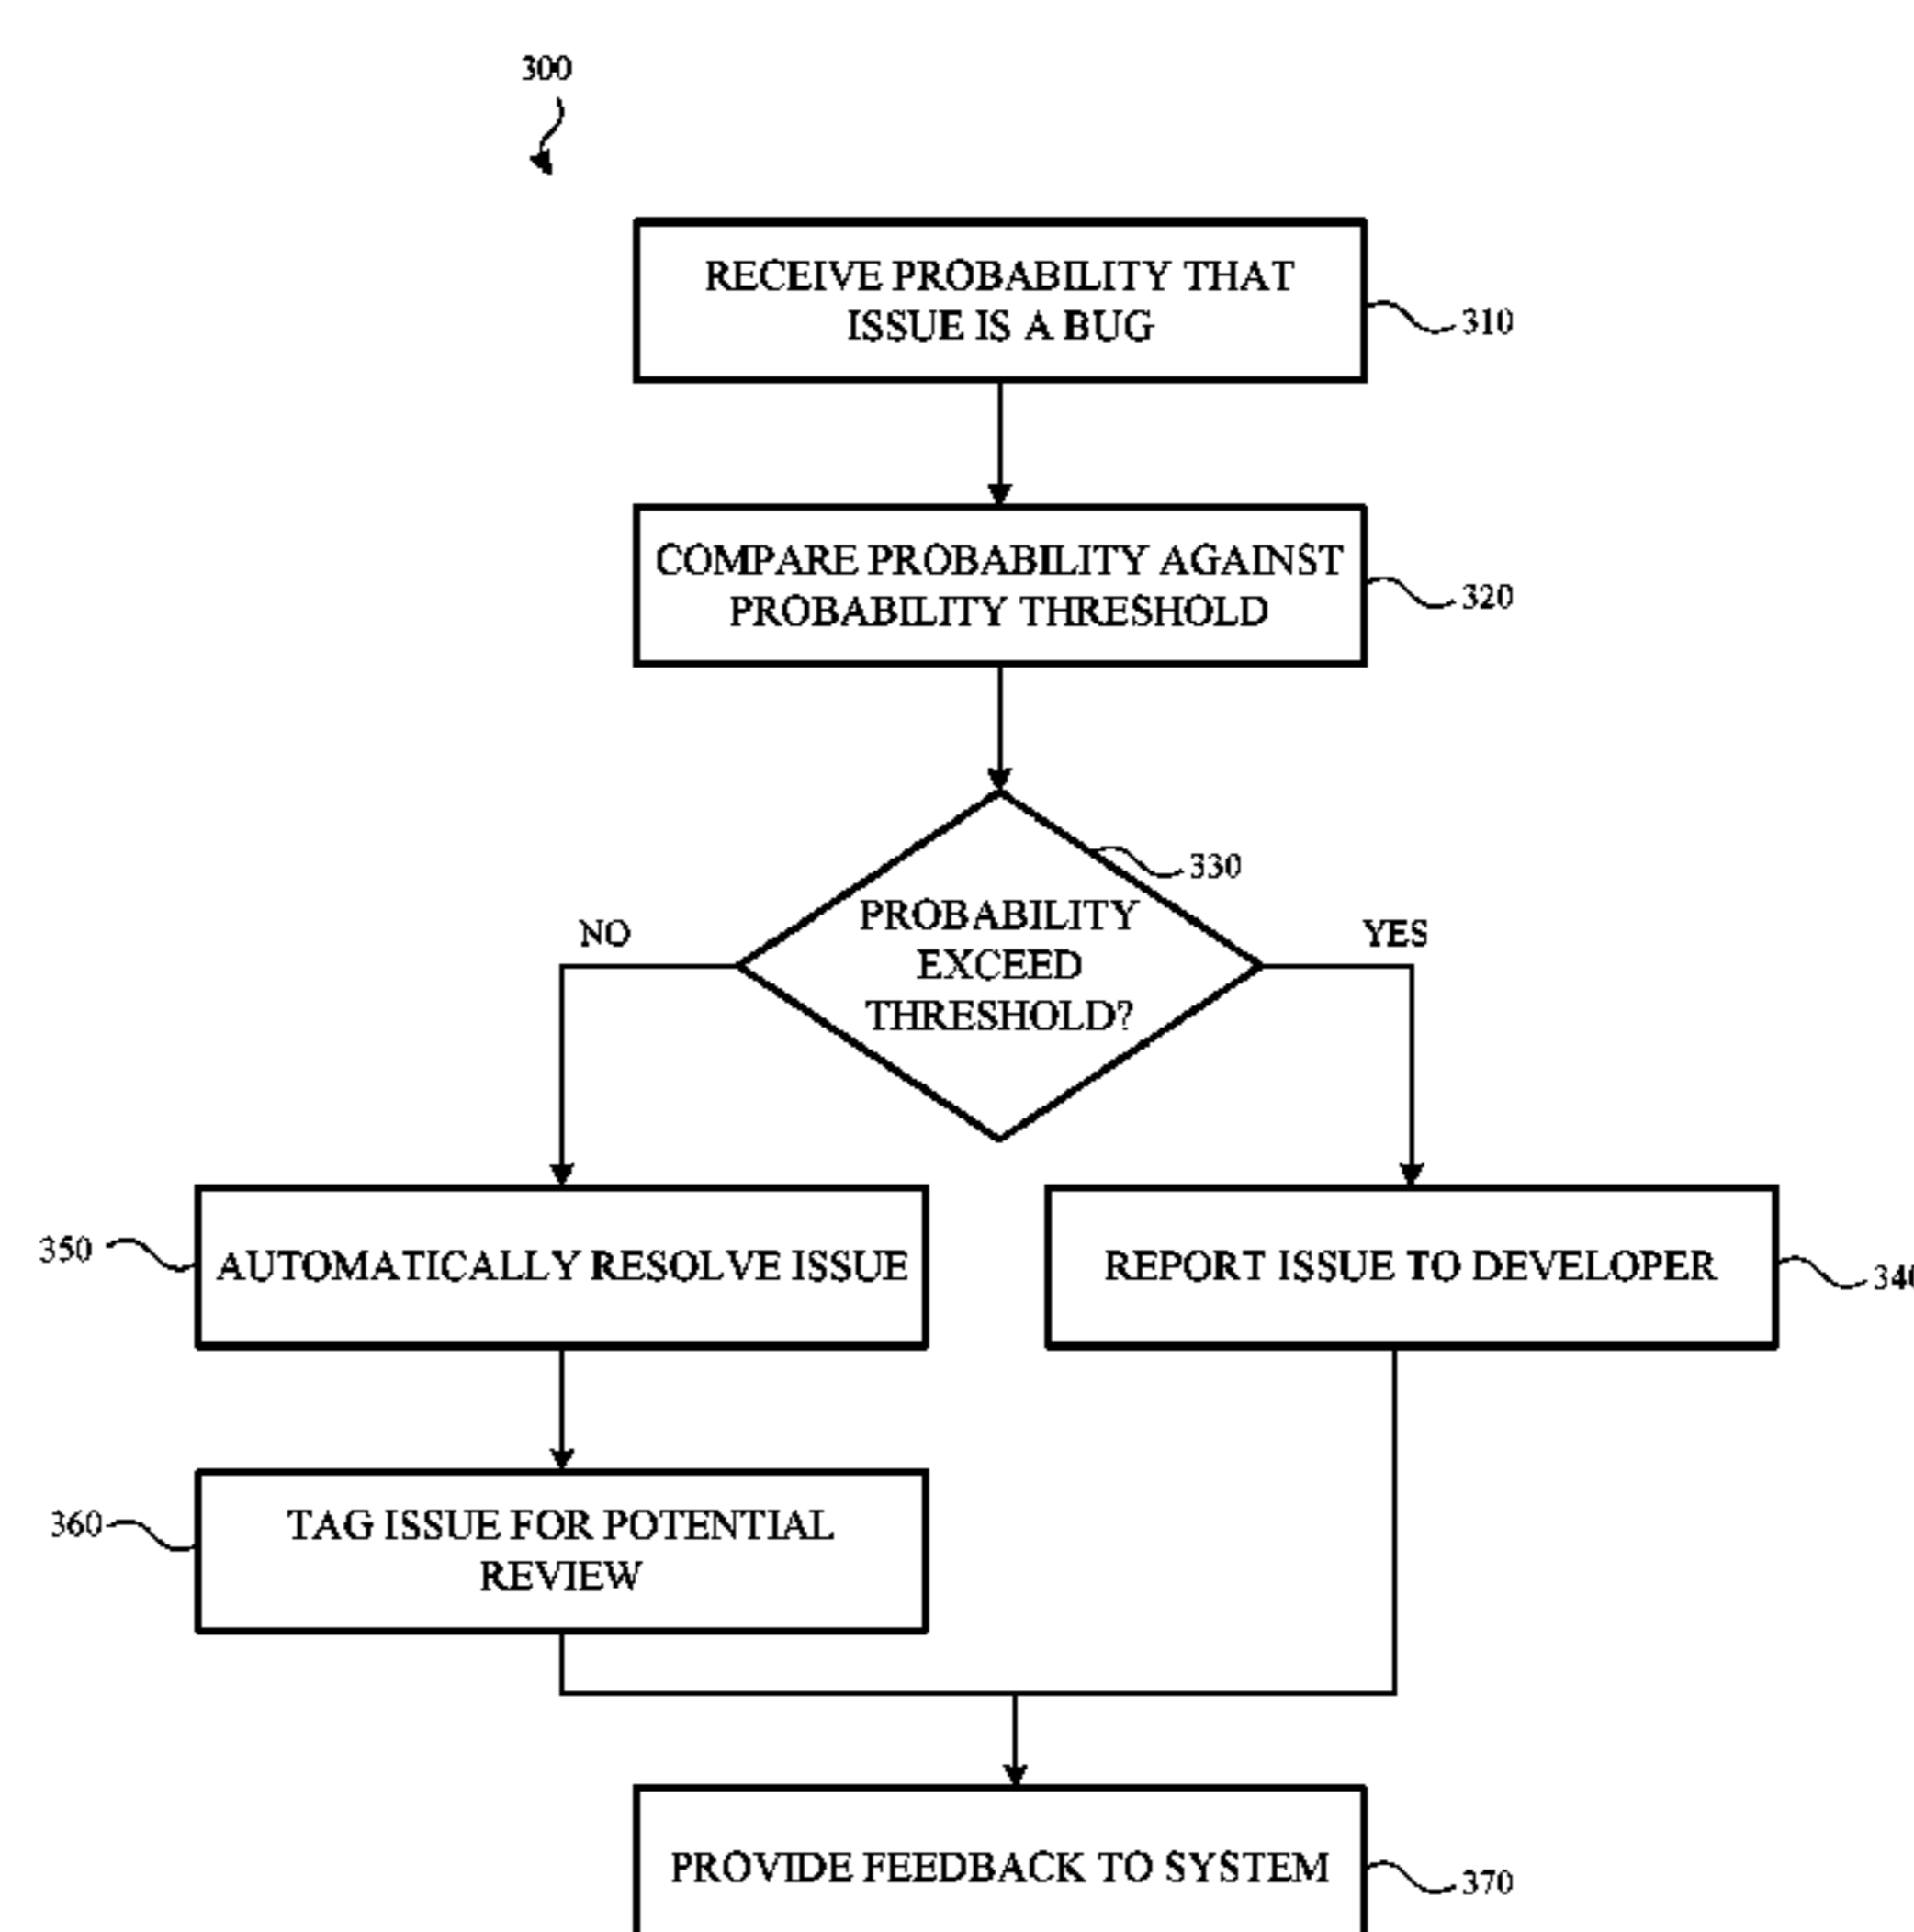 300
RECEIVE PROBABILITY THAT
ISSUE IS A BUG
310
COMPARE PROBABILITY AGAINST
PROBABILITY THRESHOLD
320
330
PROBABILITY
EXCEED
THRESHOLD?
NO
YES
350
AUTOMATICALLY RESOLVE ISSUE
REPORT ISSUE TO DEVELOPER
340
360
TAG ISSUE FOR POTENTIAL
REVIEW
PROVIDE FEEDBACK TO SYSTEM
370